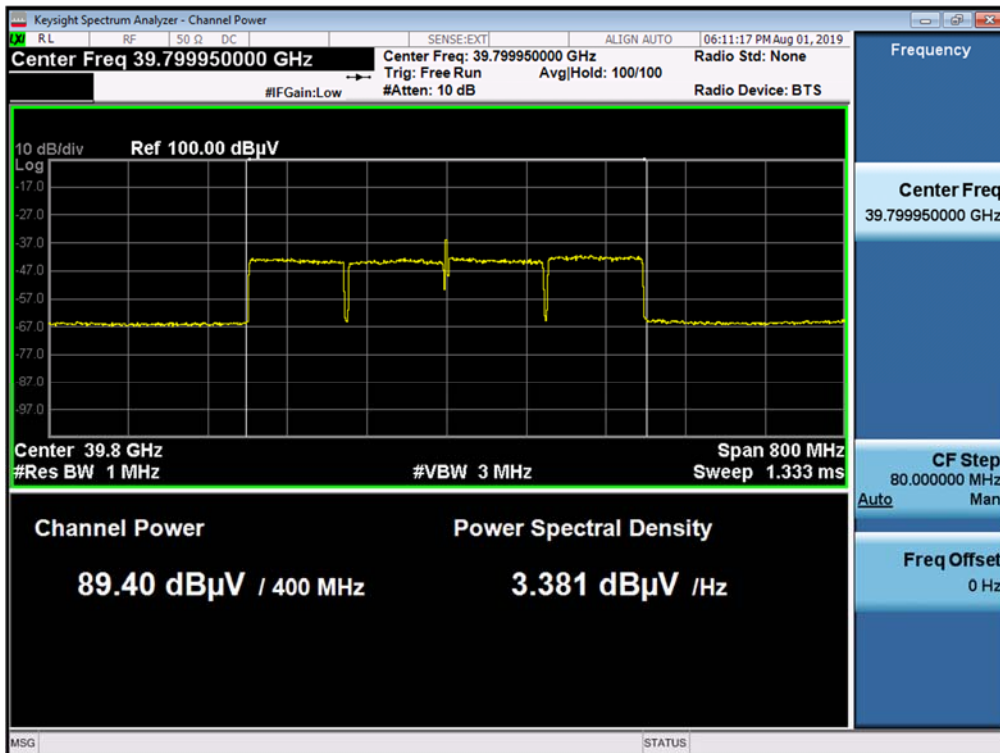 Keysight Spectrum Analyzer - Channel Power
LXI RL RF 50 Ω DC SENSE:EXT ALIGN AUTO 06:11:17 PM Aug 01, 2019
Center Freq 39.799950000 GHz
Center Freq: 39.799950000 GHz Radio Std: None
Trig: Free Run Avg|Hold: 100/100
#IFGain:Low #Atten: 10 dB Radio Device: BTS
10 dB/div Ref 100.00 dBµV
Log
-17.0
-27.0
-37.0
-47.0
-57.0
-67.0
-77.0
-87.0
-97.0
Center 39.8 GHz Span 800 MHz
#Res BW 1 MHz #VBW 3 MHz Sweep 1.333 ms
Channel Power Power Spectral Density
89.40 dBµV / 400 MHz 3.381 dBµV /Hz
Frequency
Center Freq
39.799950000 GHz
CF Step
80.000000 MHz
Auto Man
Freq Offset
0 Hz
MSG STATUS